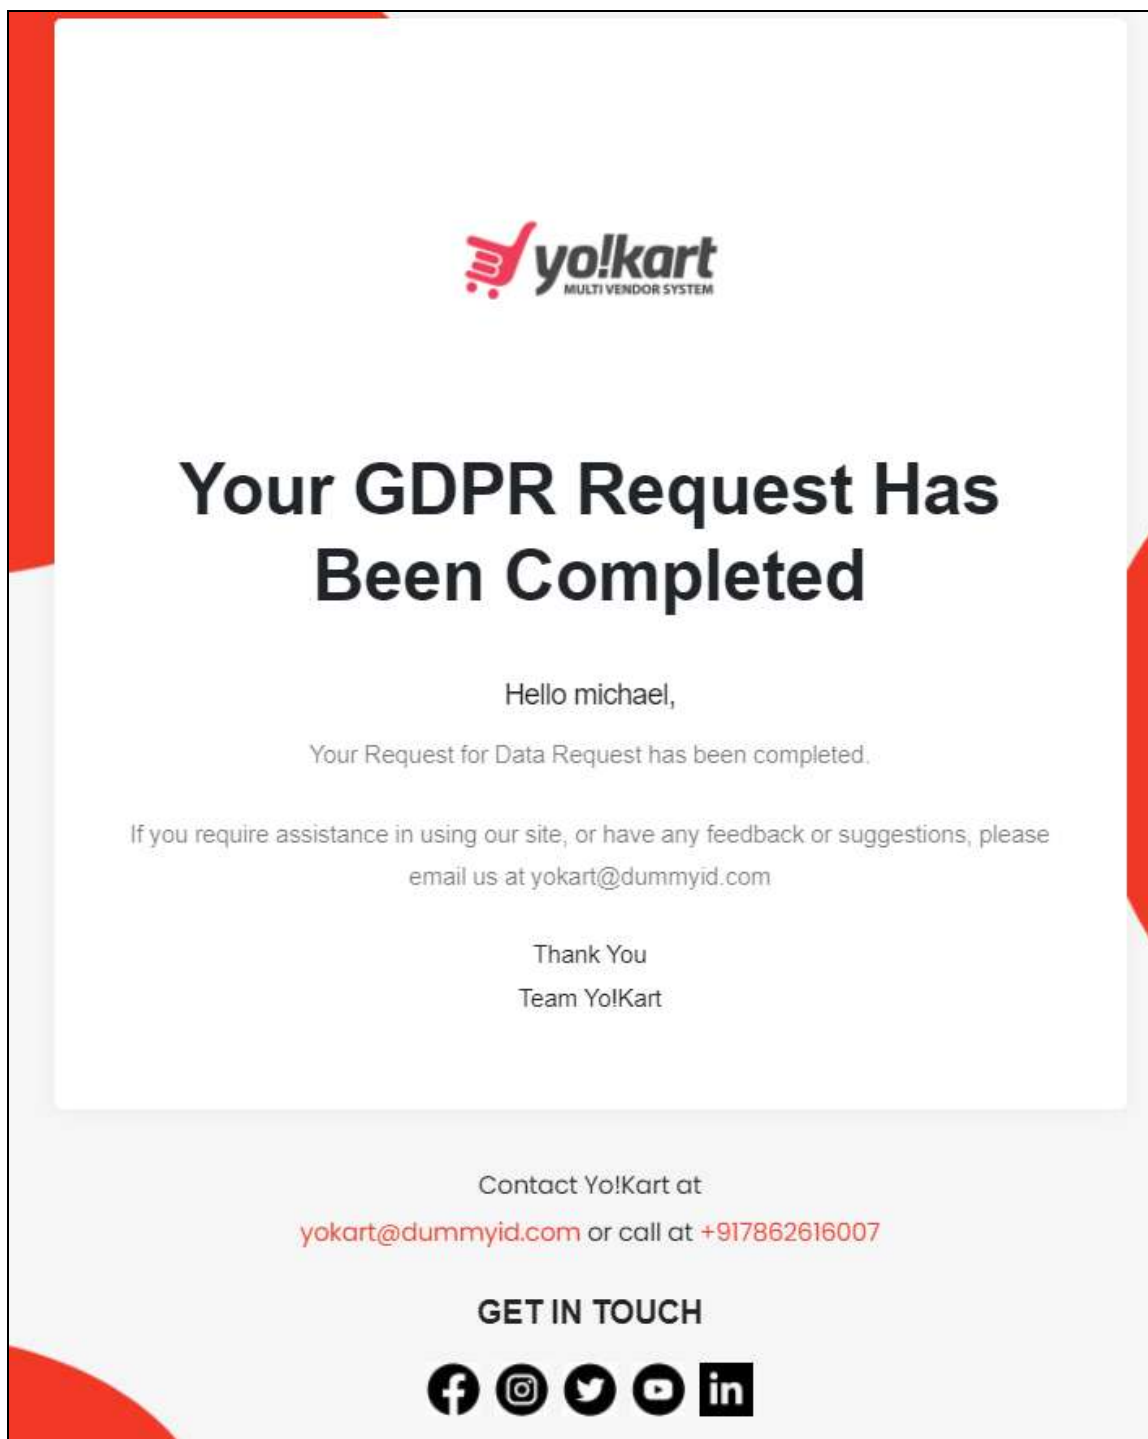 yo!kart
MULTI VENDOR SYSTEM
Your GDPR Request Has
Been Completed
Hello michael,
Your Request for Data Request has been completed.
If you require assistance in using our site, or have any feedback or suggestions, please
email us at yokart@dummyid.com
Thank You
Team Yo!Kart
Contact Yo!Kart at
yokart@dummyid.com or call at +917862616007
GET IN TOUCH
in